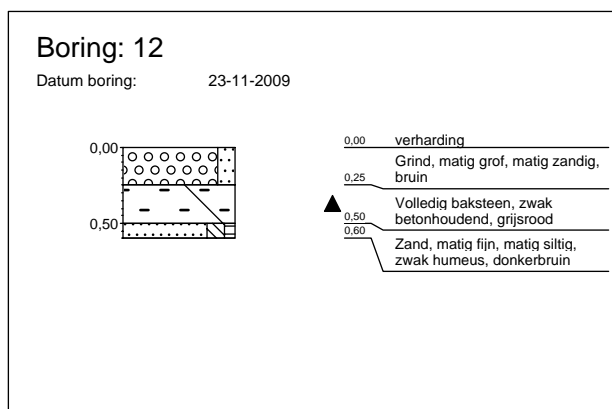 Boring: 12
Datum boring: 23-11-2009
0,00
0,50
0,00 verharding
Grind, matig grof, matig zandig,
bruin
0,25
Volledig baksteen, zwak
betonhoudend, grijsrood
0,50
0,60
Zand, matig fijn, matig siltig,
zwak humeus, donkerbruin